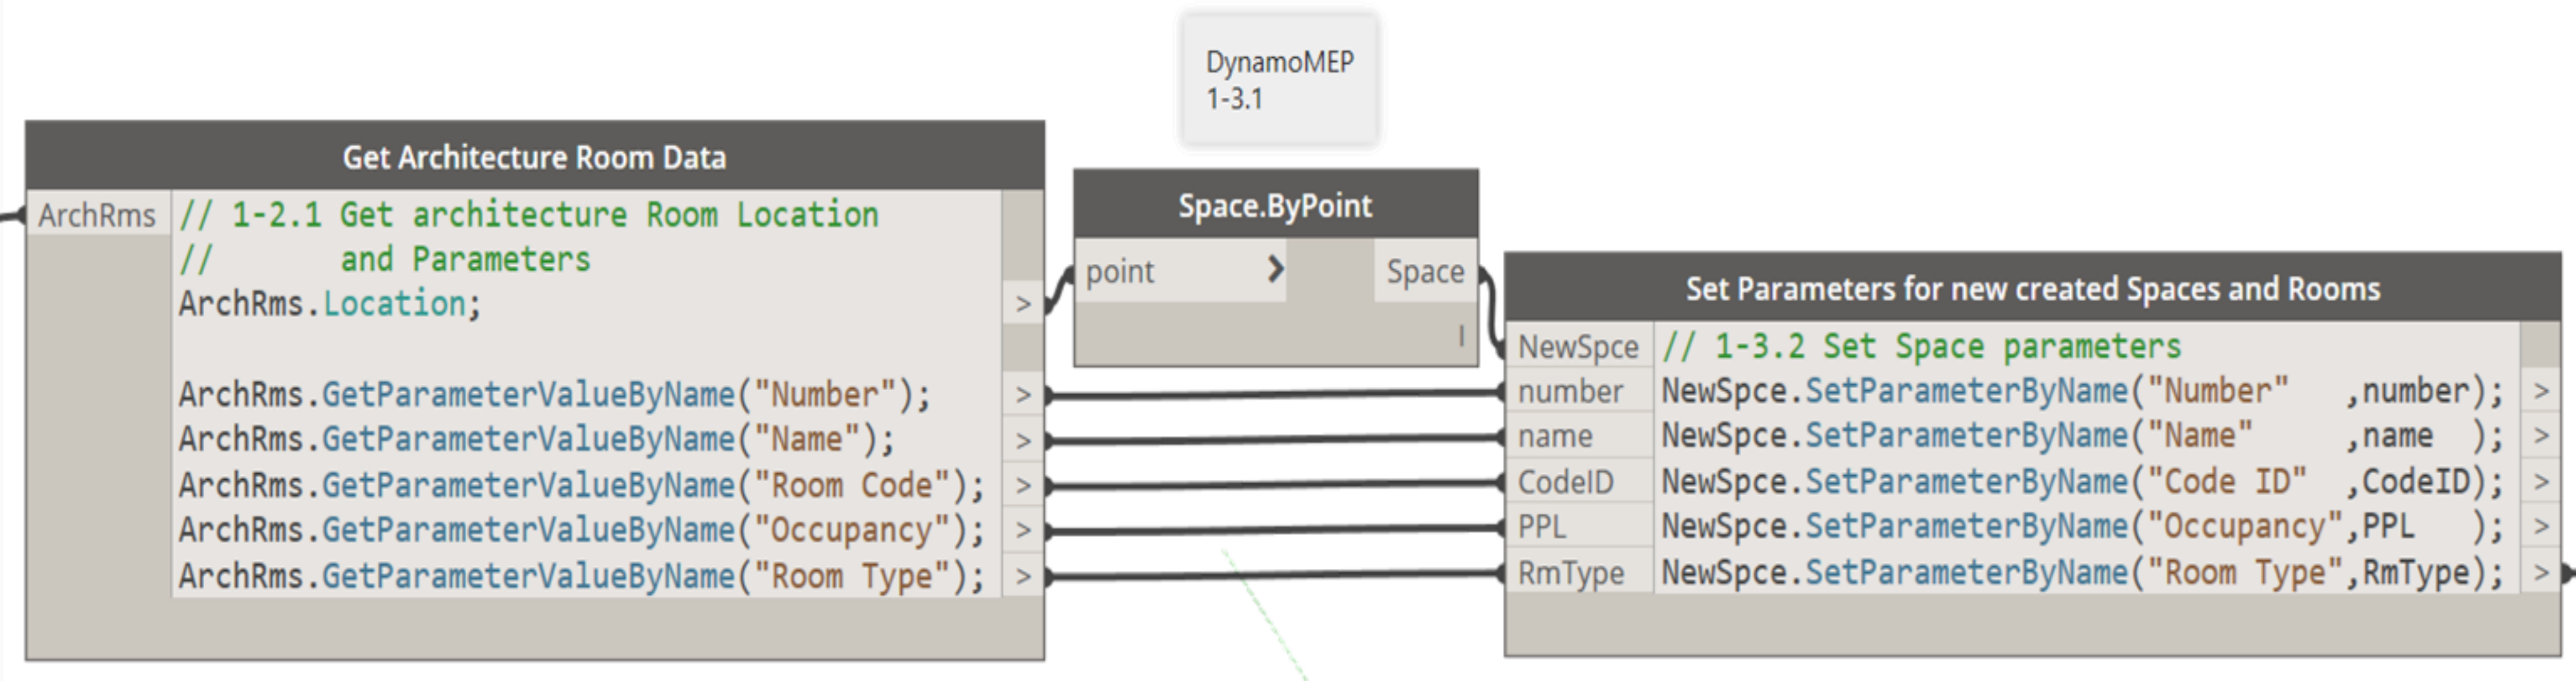 DynamoMEP
1-3.1
Get Architecture Room Data
ArchRms
// 1-2.1 Get architecture Room Location
//       and Parameters
ArchRms.Location;
>
ArchRms.GetParameterValueByName("Number");
>
ArchRms.GetParameterValueByName("Name");
>
ArchRms.GetParameterValueByName("Room Code");
>
ArchRms.GetParameterValueByName("Occupancy");
>
ArchRms.GetParameterValueByName("Room Type");
>
Space.ByPoint
point
>
Space
l
Set Parameters for new created Spaces and Rooms
NewSpce
// 1-3.2 Set Space parameters
number
NewSpce.SetParameterByName("Number"   ,number);
>
name
NewSpce.SetParameterByName("Name"     ,name  );
>
CodeID
NewSpce.SetParameterByName("Code ID"  ,CodeID);
>
PPL
NewSpce.SetParameterByName("Occupancy",PPL   );
>
RmType
NewSpce.SetParameterByName("Room Type",RmType);
>